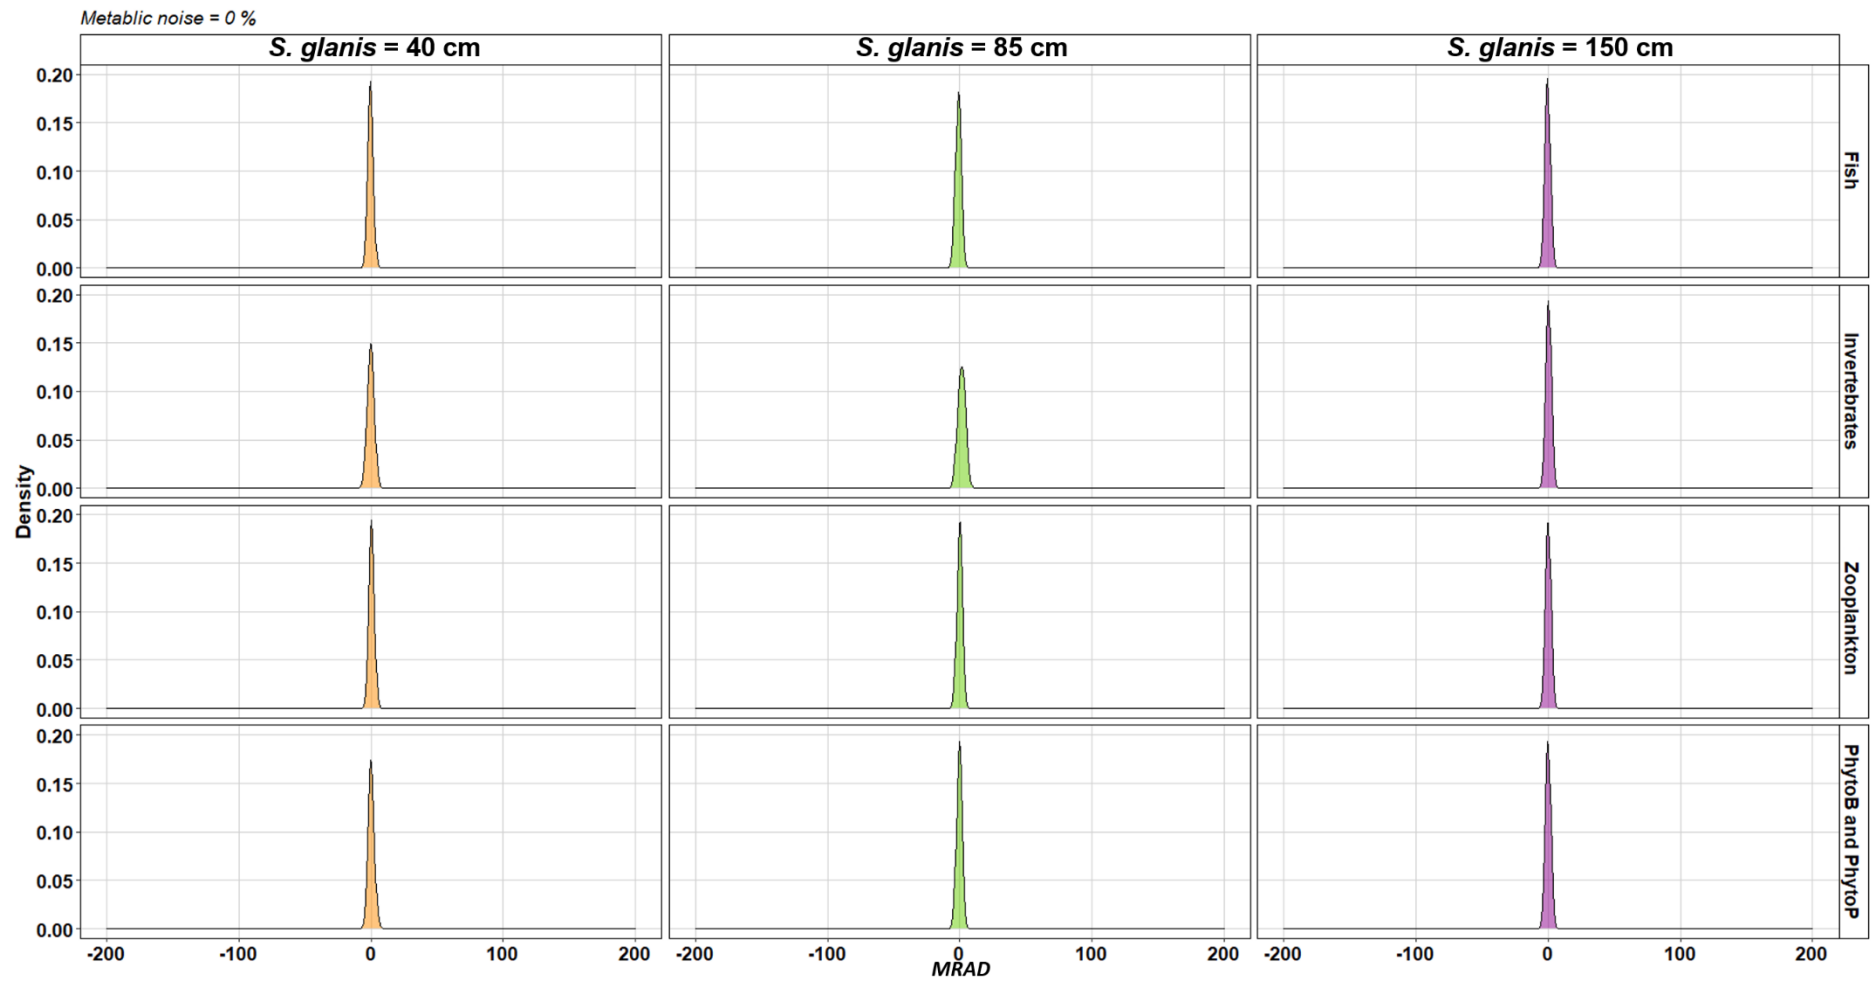 Metablic noise = 0 %
S. glanis = 40 cm
S. glanis = 85 cm
S. glanis = 150 cm
0.20
0.15
0.10
0.05
0.00
Fish
0.20
0.15
0.10
0.05
0.00
Invertebrates
0.20
0.15
0.10
0.05
0.00
Zooplankton
0.20
0.15
0.10
0.05
0.00
PhytoB and PhytoP
Density
-200 -100 0 100 200
-200 -100 0 100 200
-200 -100 0 100 200
MRAD